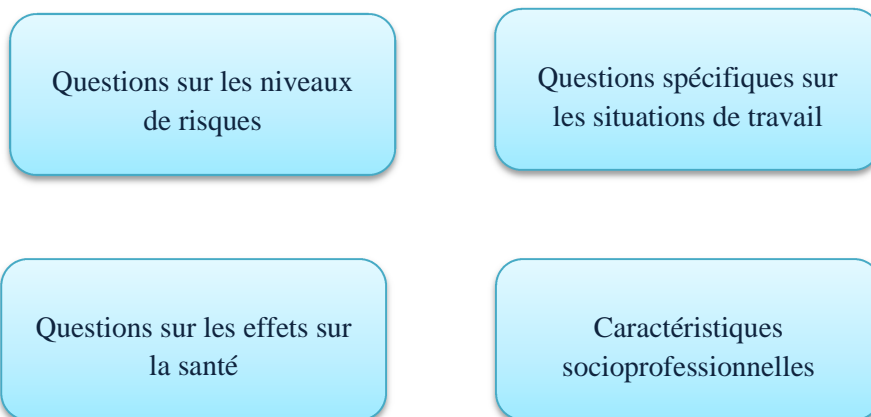 Questions sur les niveaux
de risques
Questions spécifiques sur
les situations de travail
Questions sur les effets sur
la santé
Caractéristiques
socioprofessionnelles